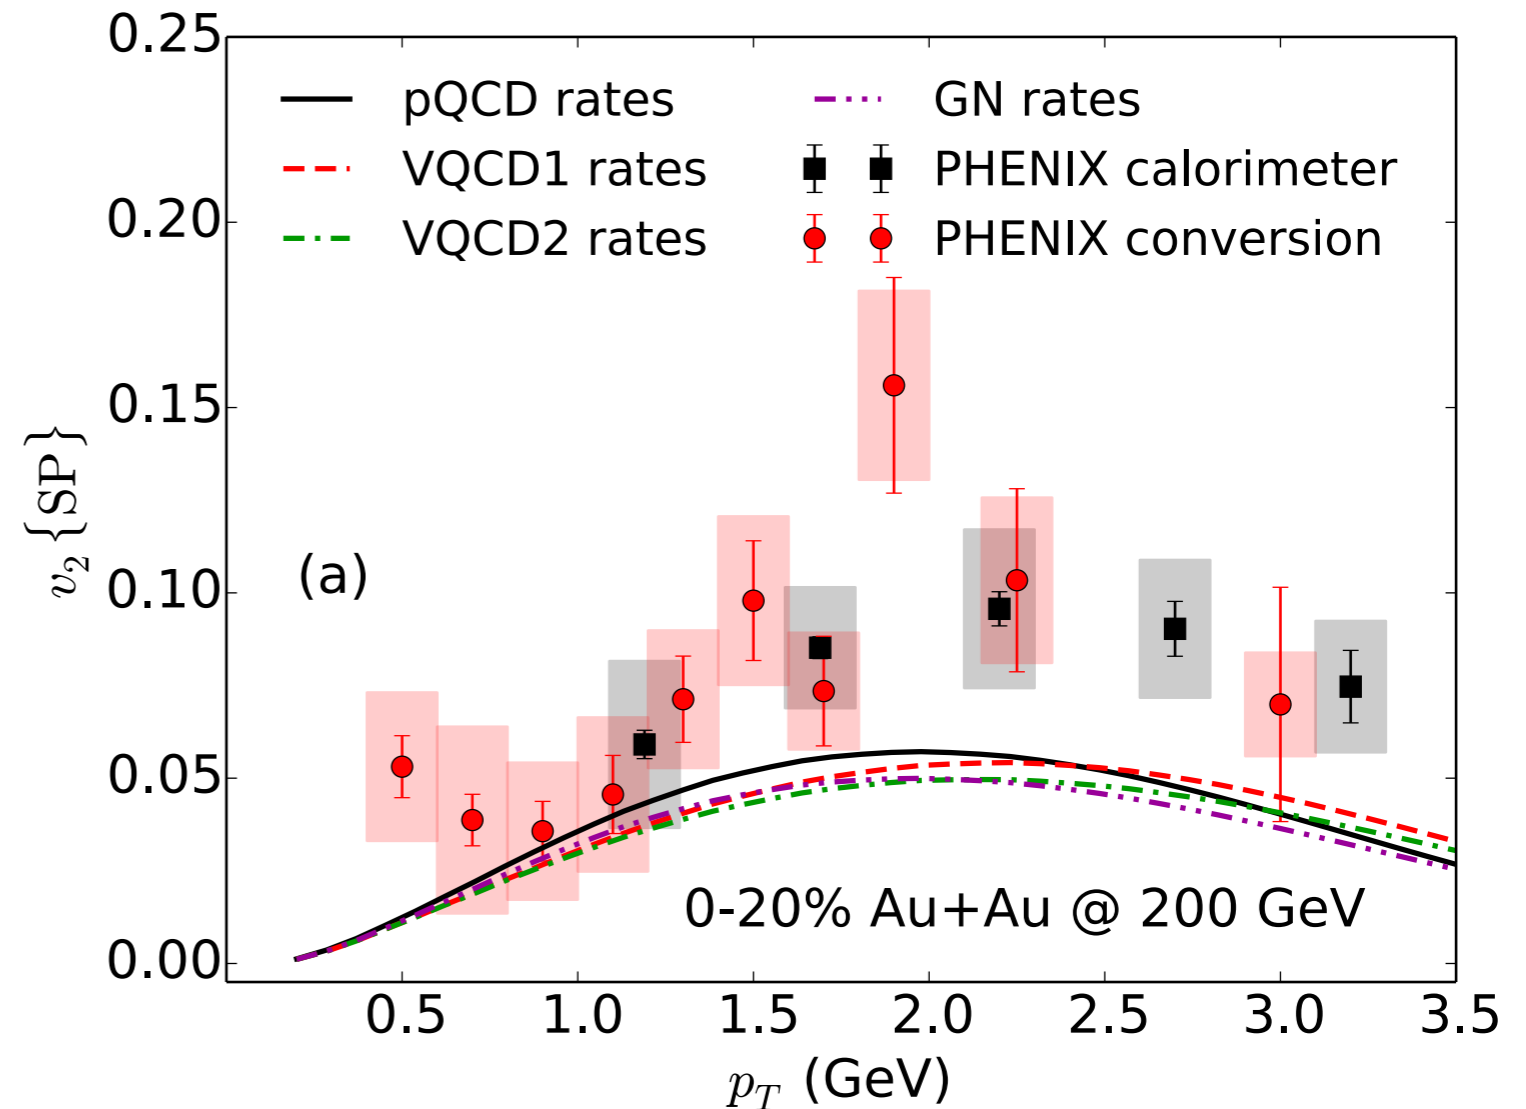 0.25
0.20
0.15
0.10
0.05
0.00
v₂{SP}
pQCD rates
VQCD1 rates
VQCD2 rates
GN rates
PHENIX calorimeter
PHENIX conversion
(a)
0-20% Au+Au @ 200 GeV
0.5 1.0 1.5 2.0 2.5 3.0 3.5
p_T (GeV)